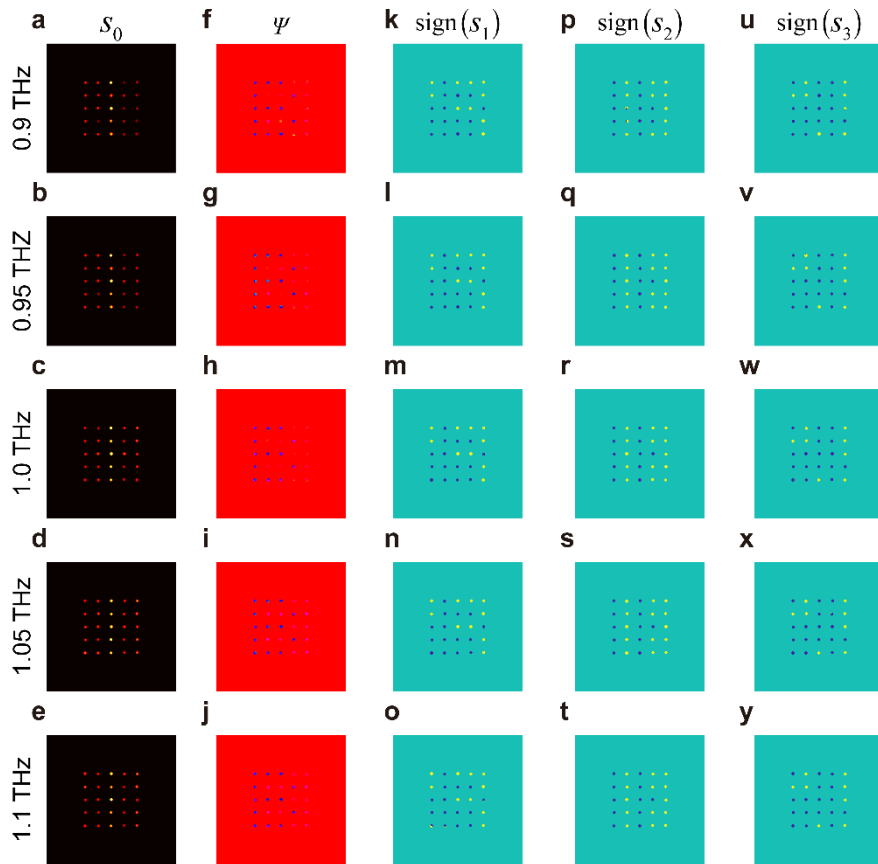 a s₀ f Ψ k sign(s₁) p sign(s₂) u sign(s₃)
0.9 THz
b g l q v
0.95 THZ
c h m r w
1.0 THz
d i n s x
1.05 THz
e j o t y
1.1 THz